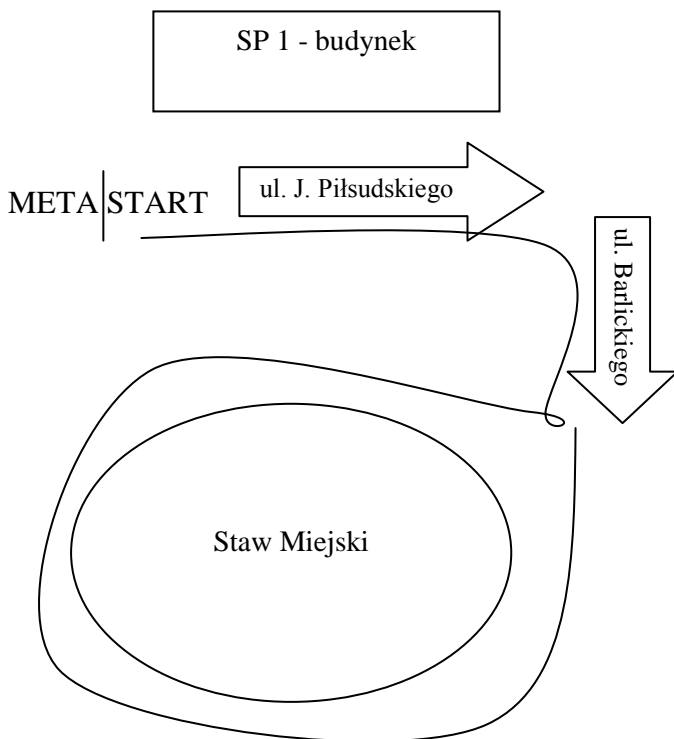 SP 1 - budynek
META START
ul. J. Piłsudskiego
ul. Barlickiego
Staw Miejski